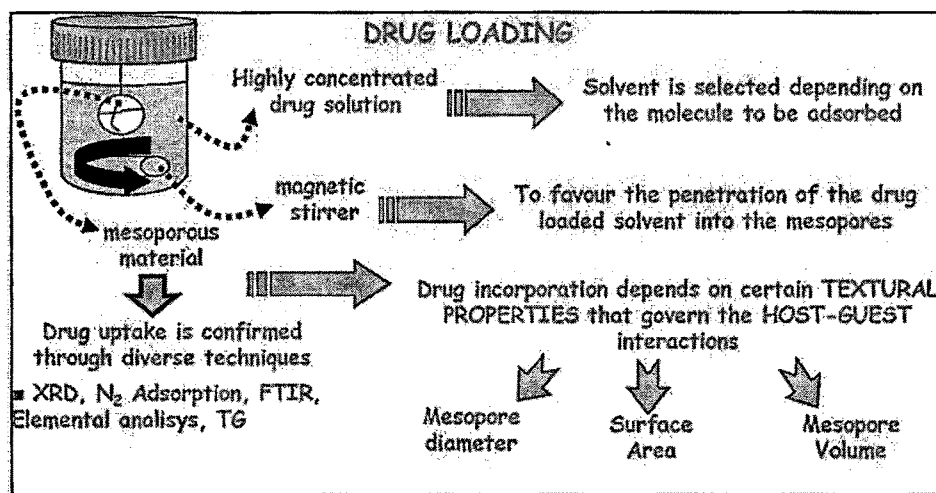 DRUG LOADING
Highly concentrated
drug solution
Solvent is selected depending on
the molecule to be adsorbed
magnetic
stirrer
To favour the penetration of the drug
loaded solvent into the mesopores
mesoporous
material
Drug incorporation depends on certain TEXTURAL
PROPERTIES that govern the HOST-GUEST
interactions
Drug uptake is confirmed
through diverse techniques
▪ XRD, N₂ Adsorption, FTIR,
Elemental analisys, TG
Mesopore
diameter
Surface
Area
Mesopore
Volume